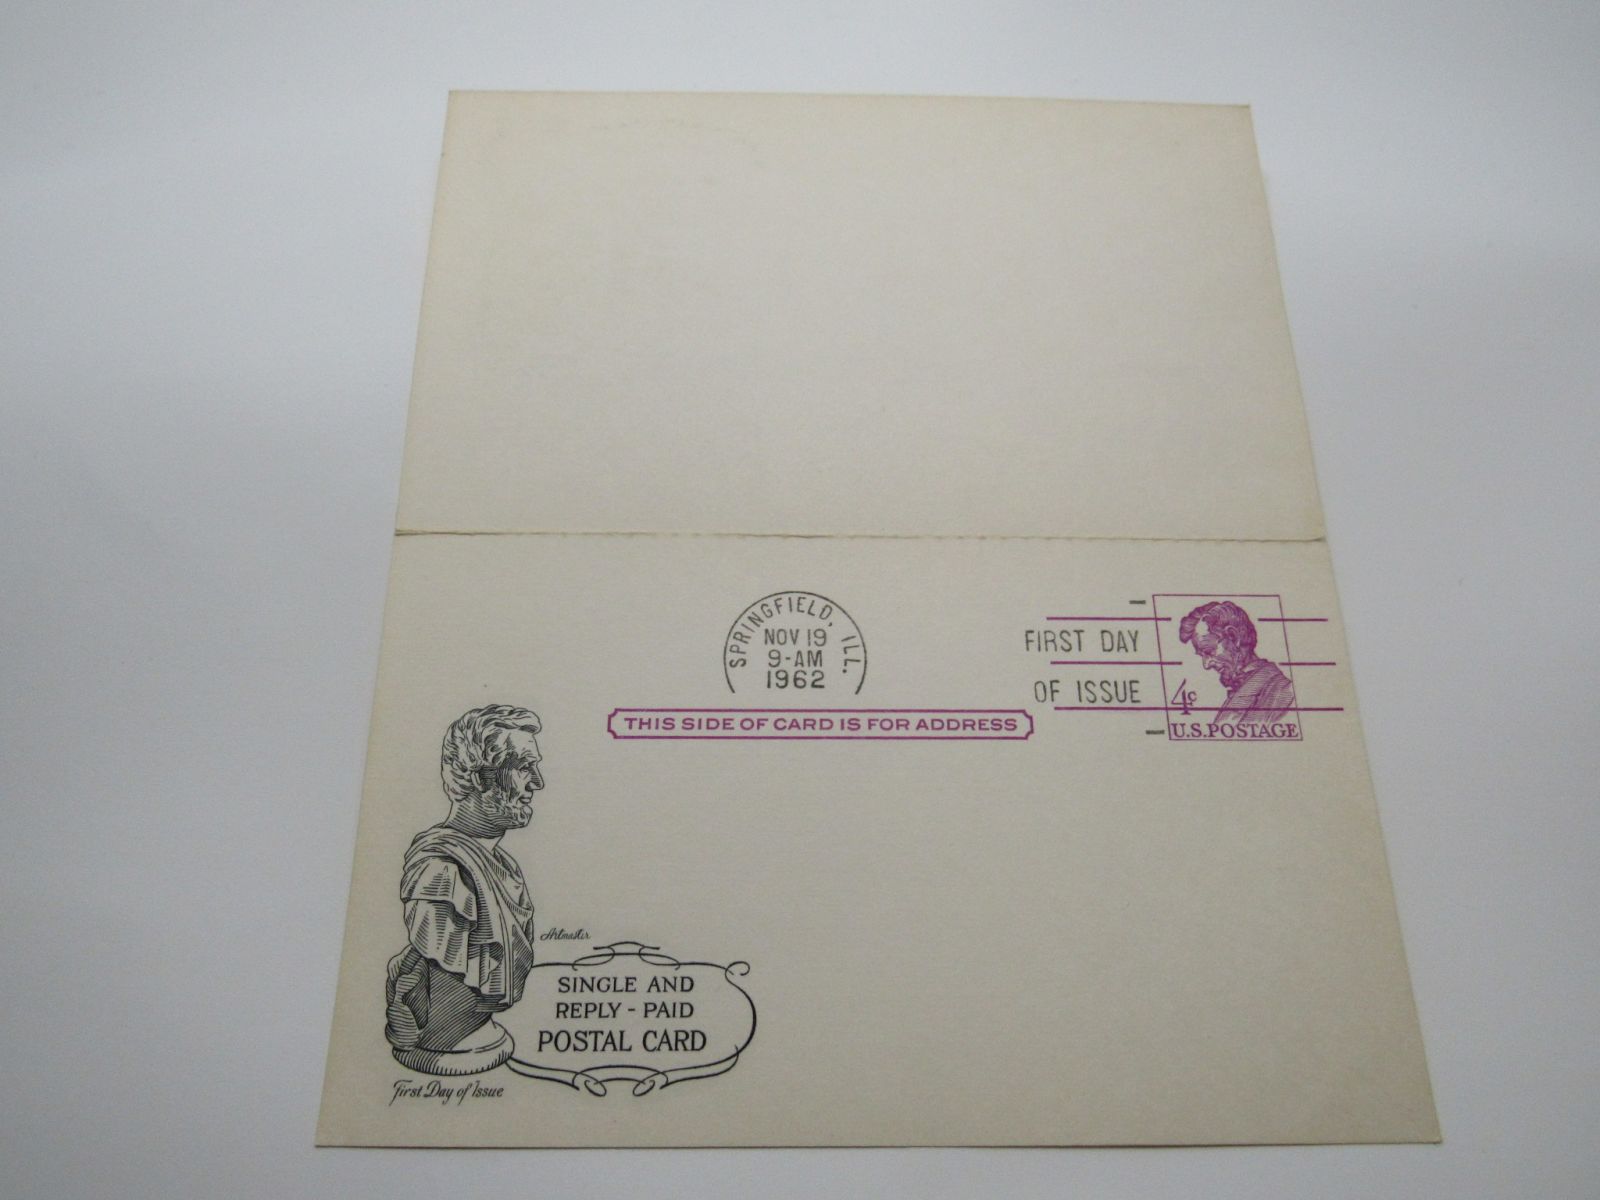 SPRINGFIELD, ILL.
NOV 19
9-AM
1962
FIRST DAY
OF ISSUE
4c
U.S.POSTAGE
THIS SIDE OF CARD IS FOR ADDRESS
Artmaster
SINGLE AND
REPLY - PAID
POSTAL CARD
First Day of Issue